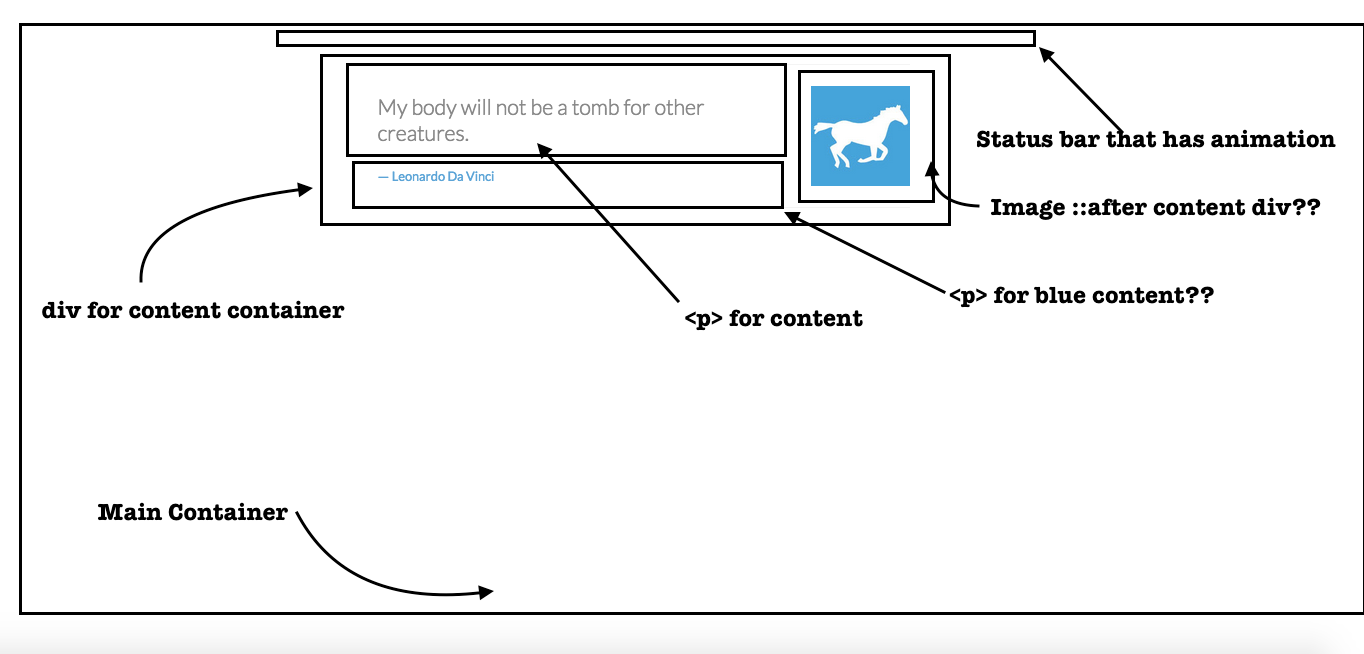 My body will not be a tomb for other
creatures.
— Leonardo Da Vinci
Status bar that has animation
Image ::after content div??
<p> for blue content??
div for content container
<p> for content
Main Container